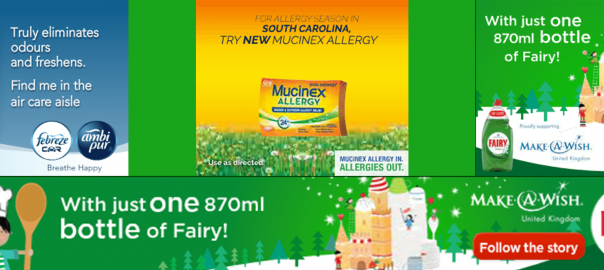 Truly eliminates
odours
and freshens.
Find me in the
air care aisle
febreze
CAR
ambi
pur
Breathe Happy
FOR ALLERGY SEASON IN
SOUTH CAROLINA,
TRY NEW MUCINEX ALLERGY
Mucinex
ALLERGY
24
Use as directed.
MUCINEX ALLERGY IN.
ALLERGIES OUT.
With just one
870ml bottle
of Fairy!
FAIRY
Proudly supporting
MAKE-A-WISH.
United Kingdom
With just one 870ml
bottle of Fairy!
MAKE-A-WISH.
United Kingdom
Follow the story